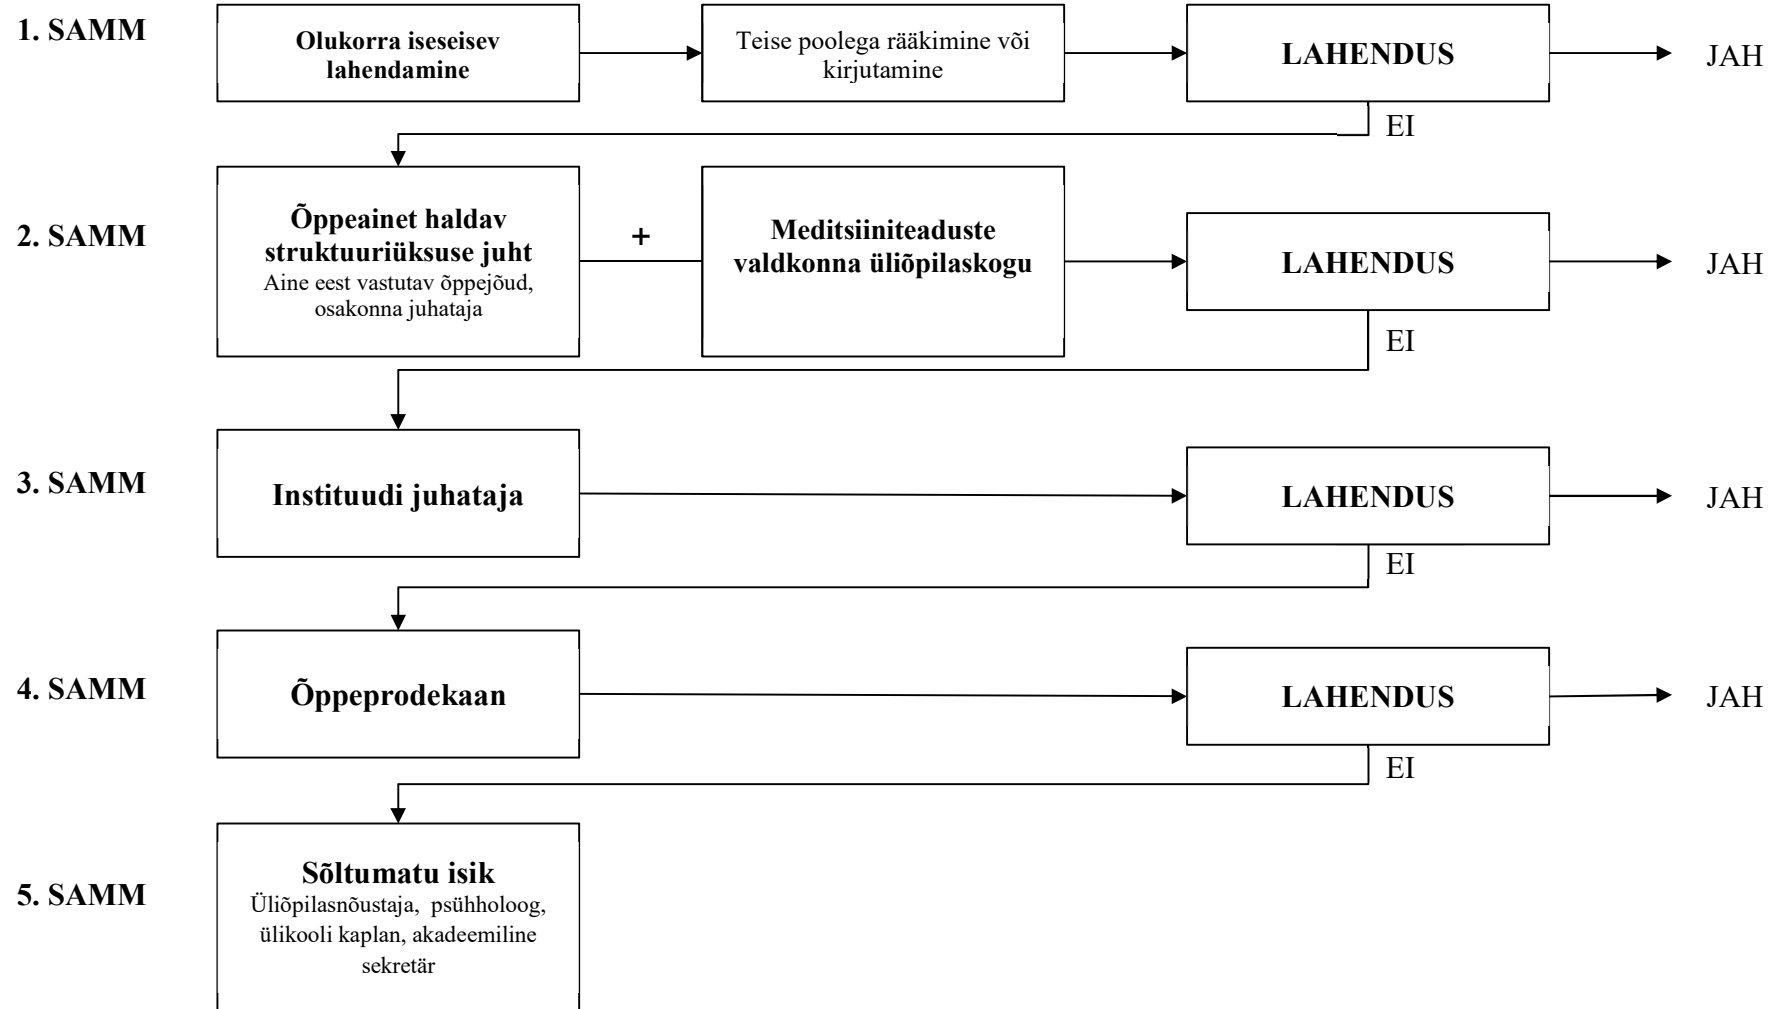 1. SAMM
Olukorra iseseisev
lahendamine
Teise poolega rääkimine või
kirjutamine
LAHENDUS
JAH
EI
2. SAMM
Õppeainet haldav
struktuuriüksuse juht
Aine eest vastutav õppejõud,
osakonna juhataja
+
Meditsiiniteaduste
valdkonna üliõpilaskogu
LAHENDUS
JAH
EI
3. SAMM
Instituudi juhataja
LAHENDUS
JAH
EI
4. SAMM
Õppeprodekaan
LAHENDUS
JAH
EI
5. SAMM
Sõltumatu isik
Üliõpilasnõustaja, psühholoog,
ülikooli kaplan, akadeemiline
sekretär